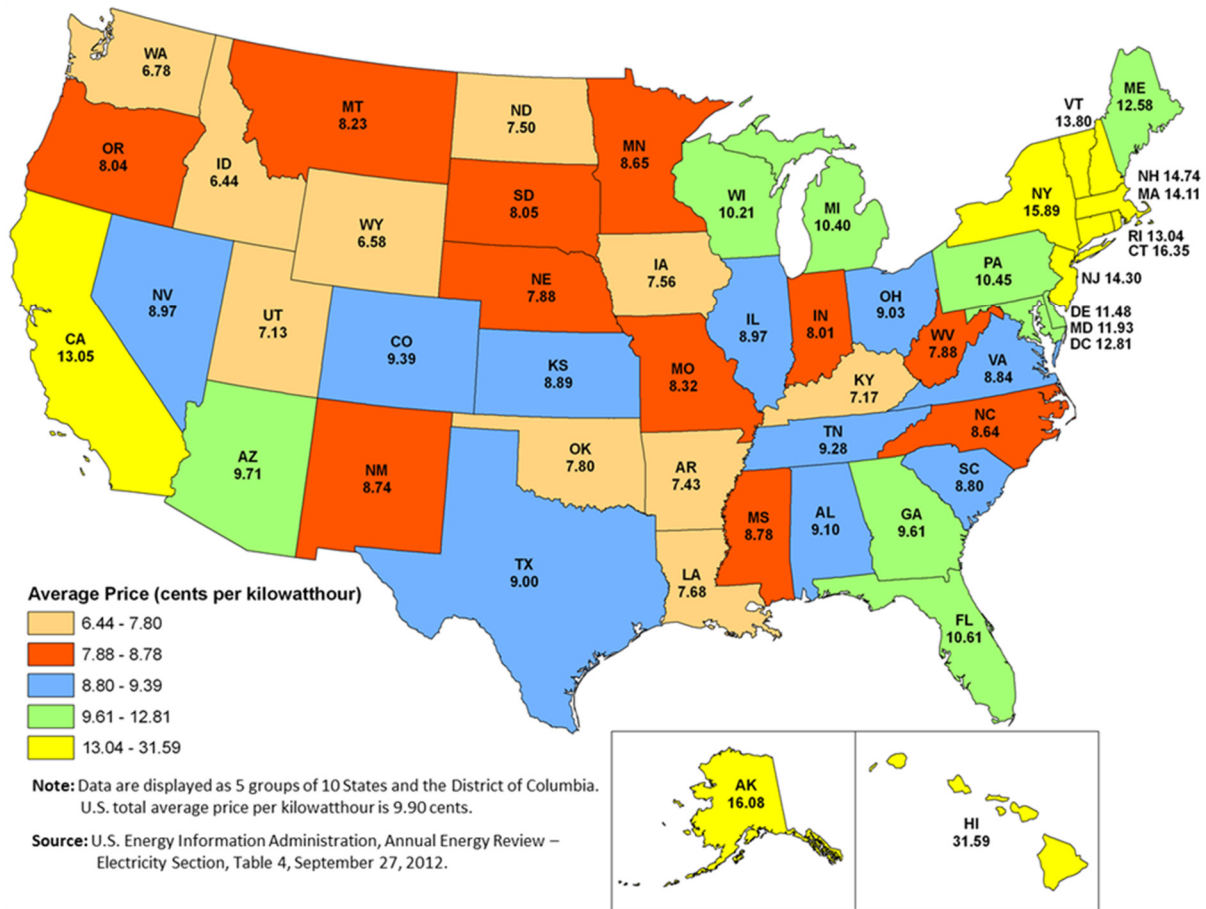 WA
6.78
MT
8.23
ND
7.50
MN
8.65
VT
13.80
ME
12.58
OR
8.04
ID
6.44
SD
8.05
WI
10.21
MI
10.40
NY
15.89
NH 14.74
MA 14.11
WY
6.58
RI 13.04
CT 16.35
NE
7.88
IA
7.56
PA
10.45
NJ 14.30
NV
8.97
UT
7.13
IL
8.97
IN
8.01
OH
9.03
DE 11.48
MD 11.93
DC 12.81
CA
13.05
CO
9.39
KS
8.89
MO
8.32
WV
7.88
VA
8.84
KY
7.17
AZ
9.71
NM
8.74
OK
7.80
AR
7.43
TN
9.28
NC
8.64
SC
8.80
MS
8.78
AL
9.10
GA
9.61
TX
9.00
LA
7.68
FL
10.61
Average Price (cents per kilowatthour)
6.44 - 7.80
7.88 - 8.78
8.80 - 9.39
9.61 - 12.81
13.04 - 31.59
Note: Data are displayed as 5 groups of 10 States and the District of Columbia.
U.S. total average price per kilowatthour is 9.90 cents.
Source: U.S. Energy Information Administration, Annual Energy Review –
Electricity Section, Table 4, September 27, 2012.
AK
16.08
HI
31.59